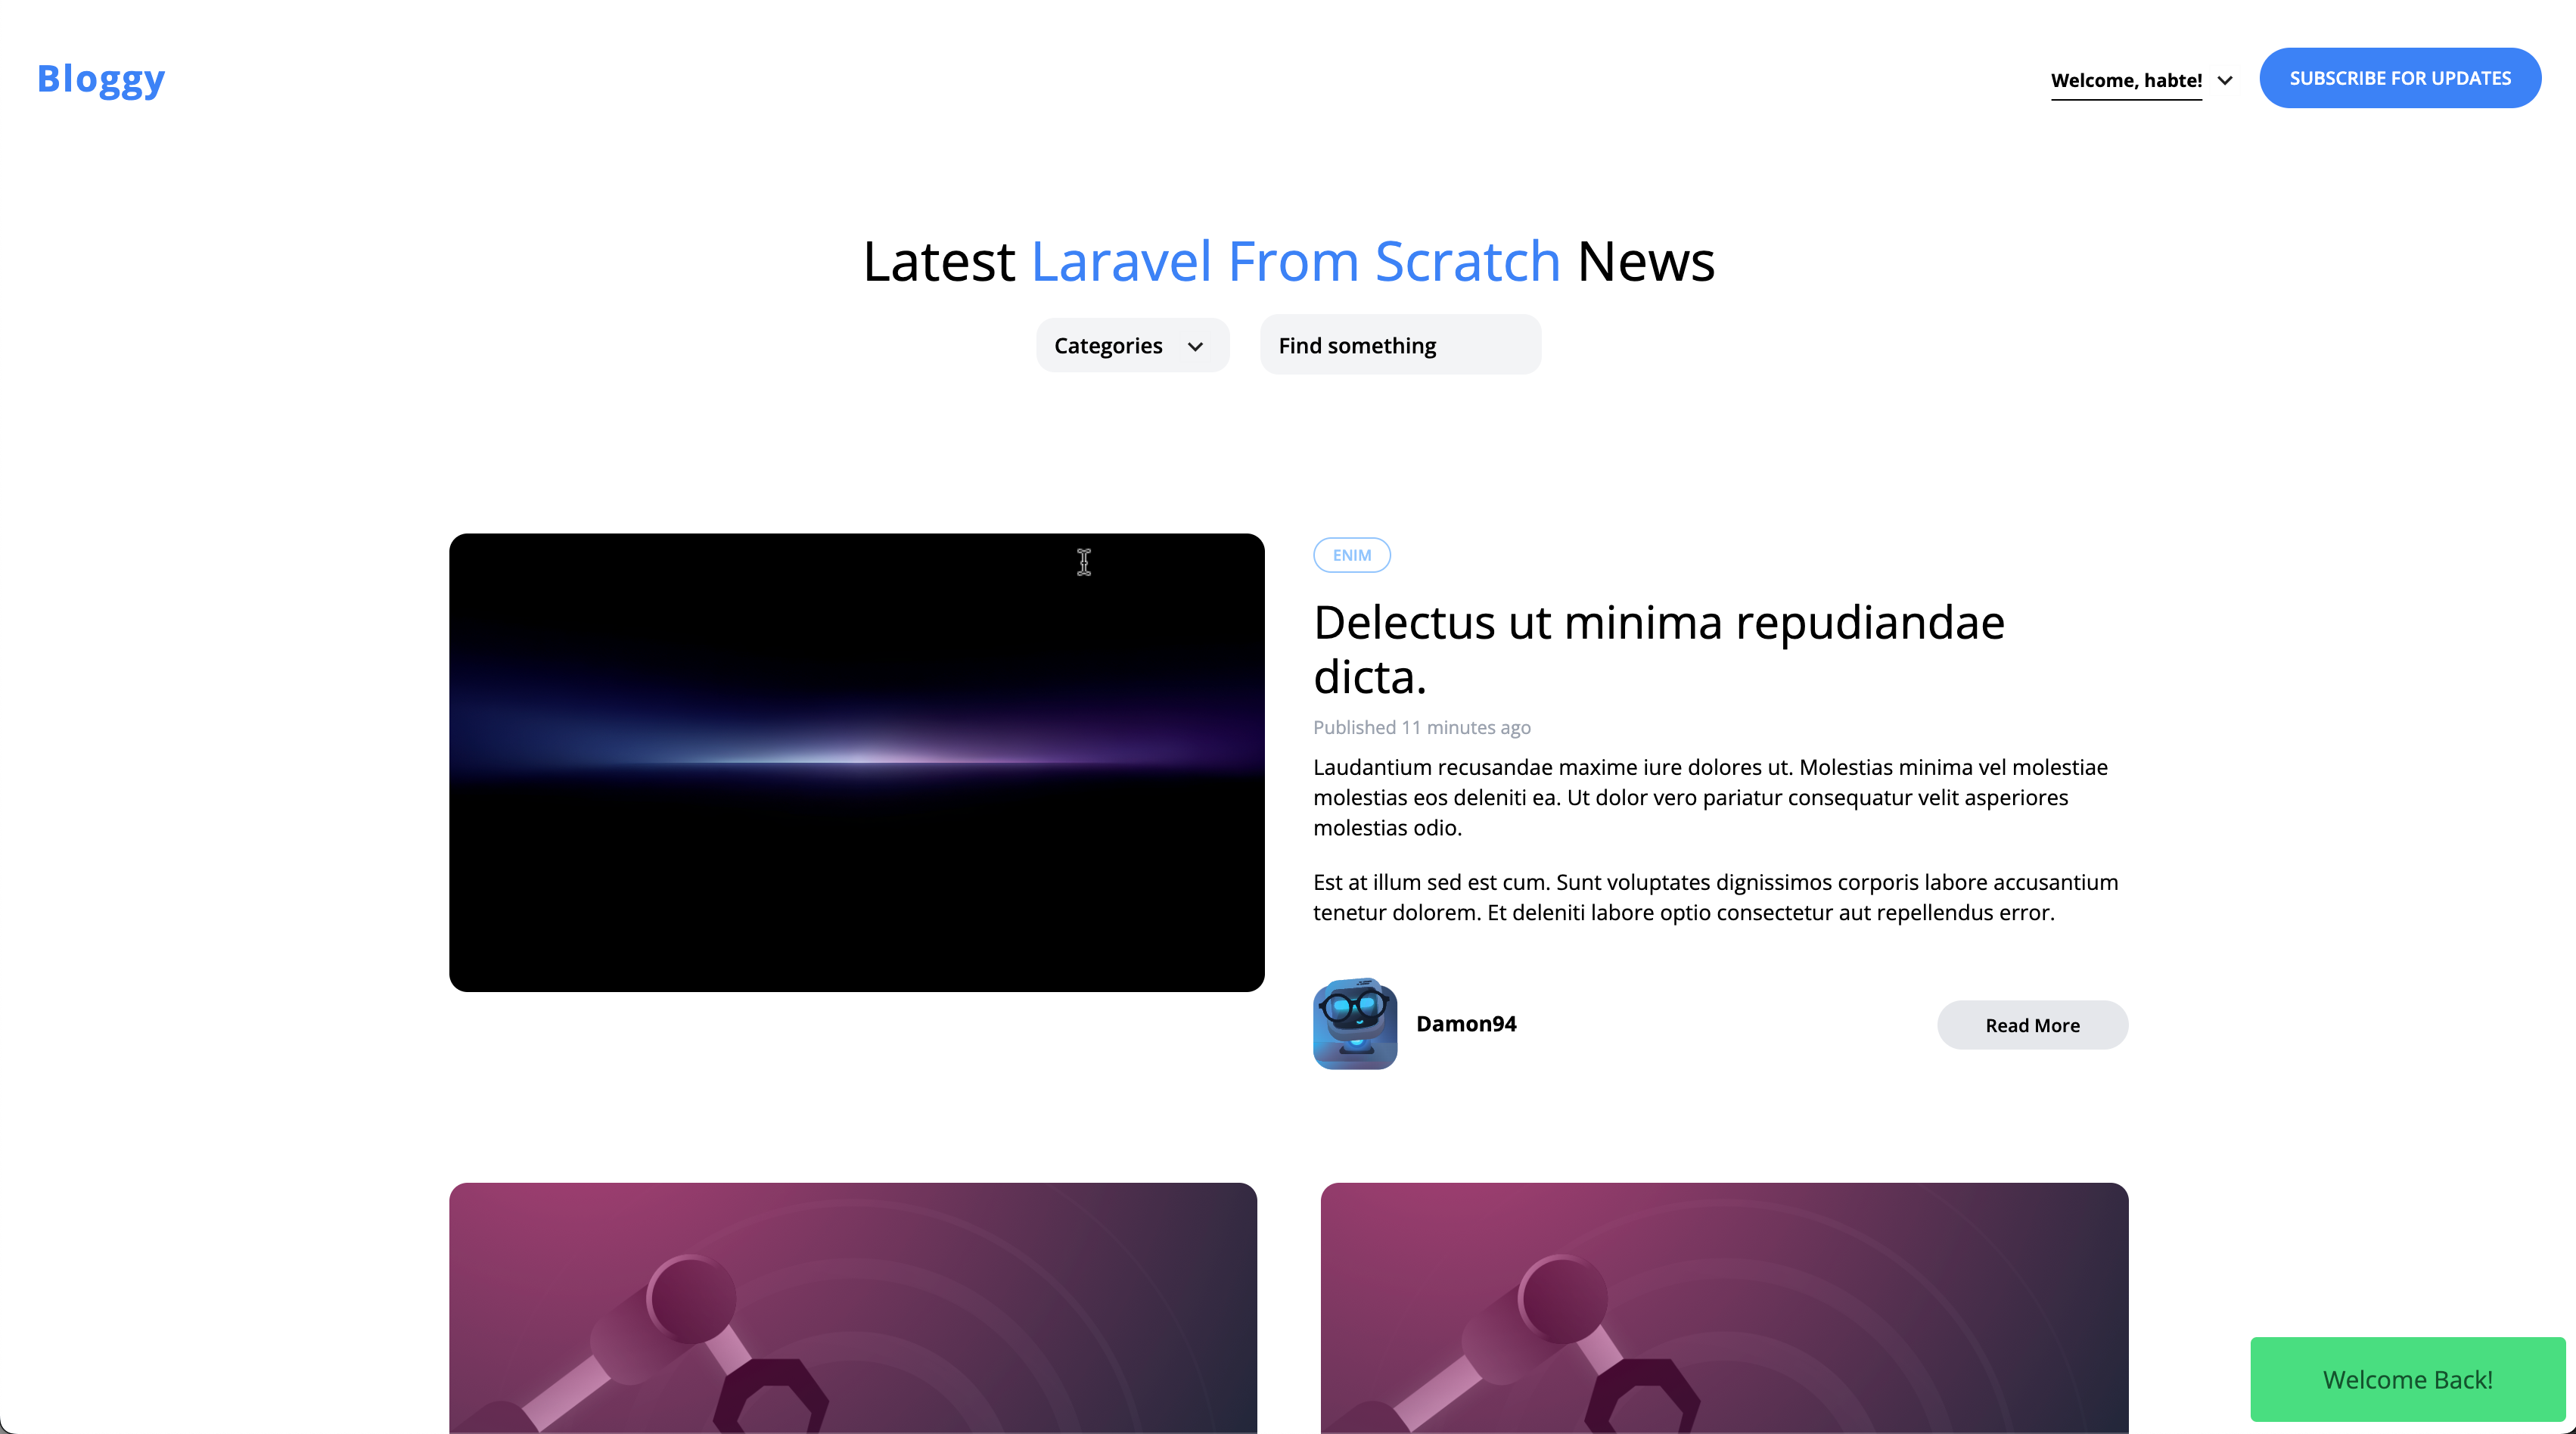 Bloggy
Welcome, habte!
SUBSCRIBE FOR UPDATES
Latest Laravel From Scratch News
Categories
Find something
ENIM
Delectus ut minima repudiandae
dicta.
Published 11 minutes ago
Laudantium recusandae maxime iure dolores ut. Molestias minima vel molestiae
molestias eos deleniti ea. Ut dolor vero pariatur consequatur velit asperiores
molestias odio.
Est at illum sed est cum. Sunt voluptates dignissimos corporis labore accusantium
tenetur dolorem. Et deleniti labore optio consectetur aut repellendus error.
Damon94
Read More
Welcome Back!